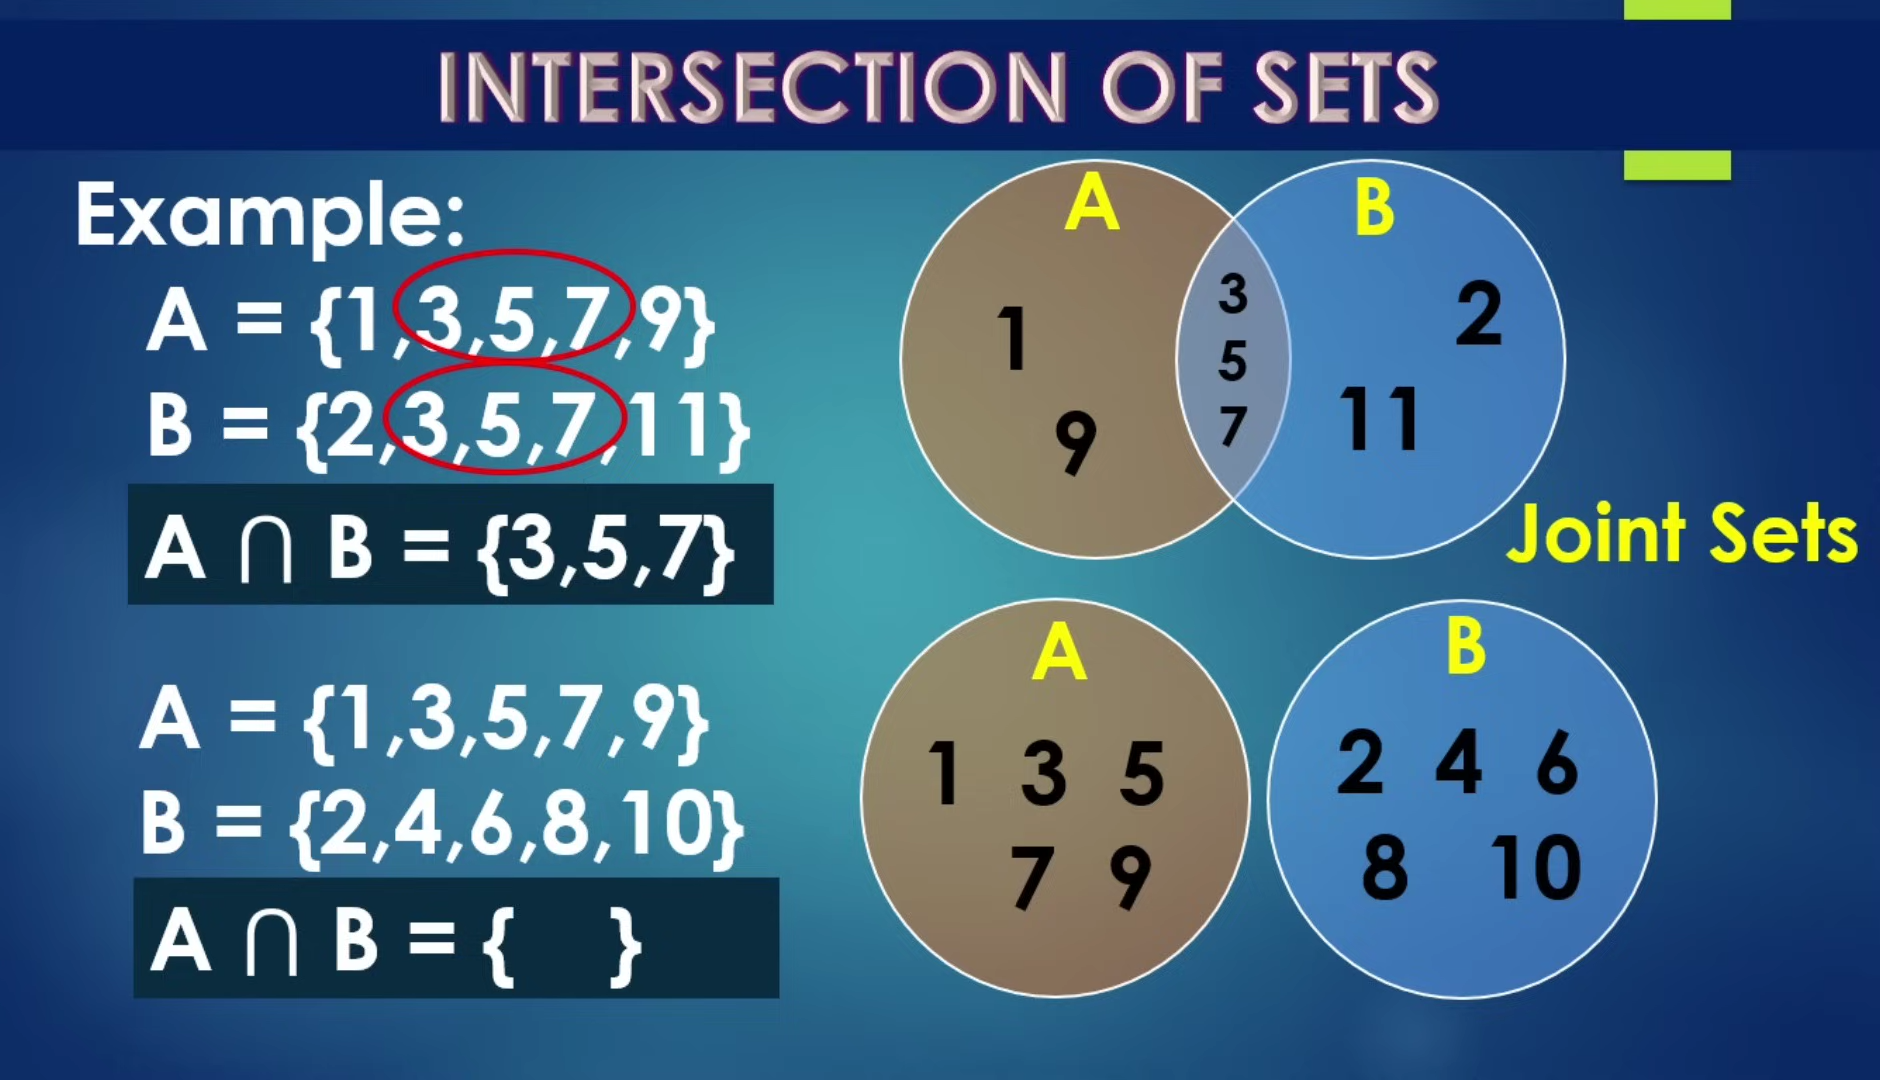 INTERSECTION OF SETS
Example:
A = {1,3,5,7,9}
B = {2,3,5,7,11}
A ∩ B = {3,5,7}
A
B
1
9
3
5
7
2
11
Joint Sets
A = {1,3,5,7,9}
B = {2,4,6,8,10}
A ∩ B = { }
A
1 3 5
7 9
B
2 4 6
8 10